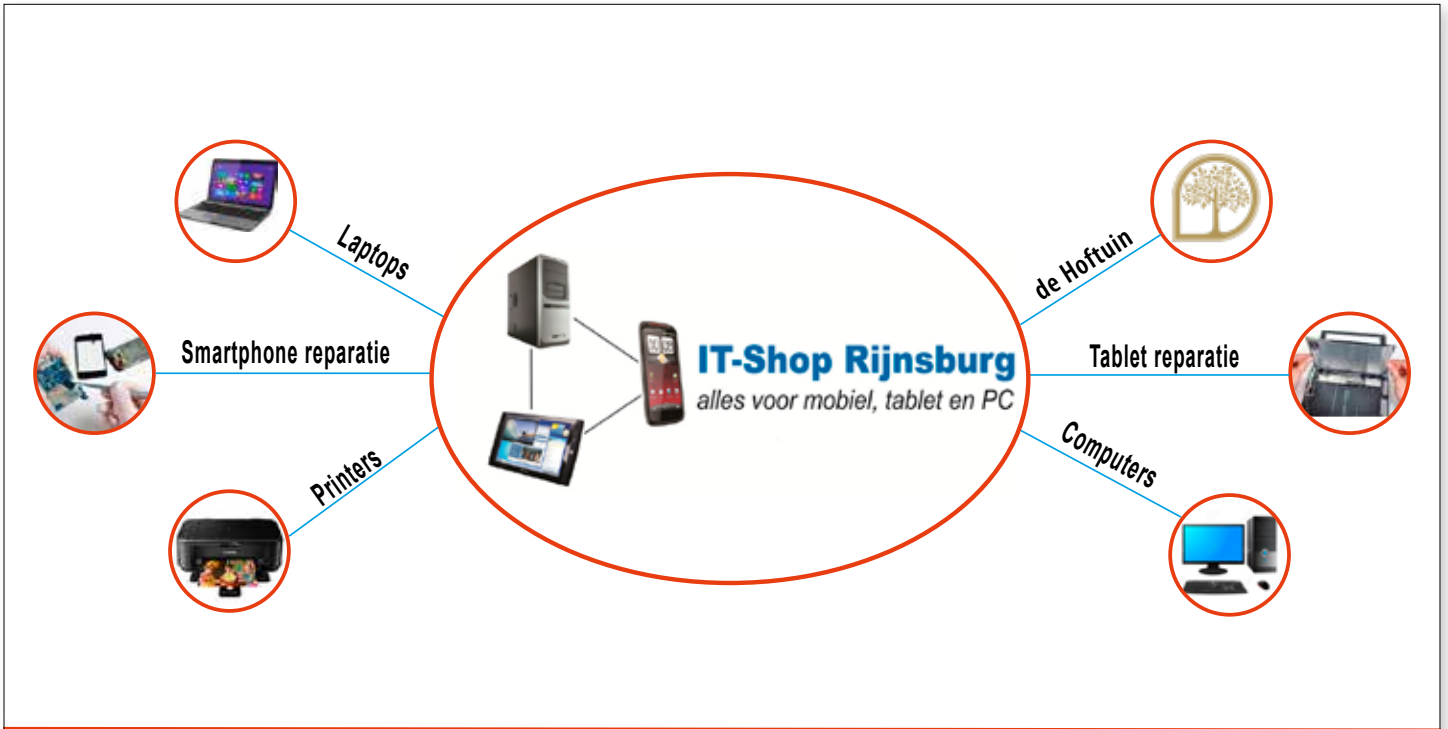 Laptops
de Hoftuin
Smartphone reparatie
IT-Shop Rijnsburg
alles voor mobiel, tablet en PC
Tablet reparatie
Printers
Computers